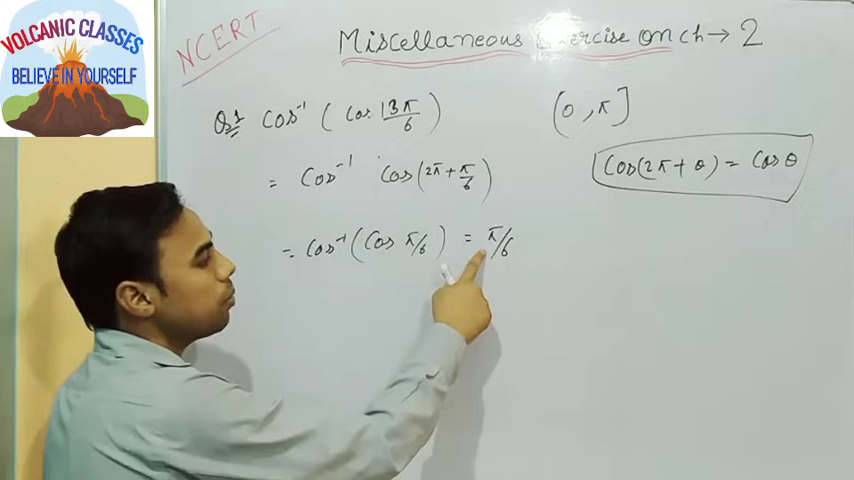 VOLCANIC CLASSES
BELIEVE IN YOURSELF
NCERT
Miscellaneous Exercise on ch → 2
Q.1 cos⁻¹ ( cos 13π/6 )
(0, π]
= cos⁻¹ cos(2π + π/6)
cos(2π + θ) = cos θ
= cos⁻¹ (cos π/6) = π/6